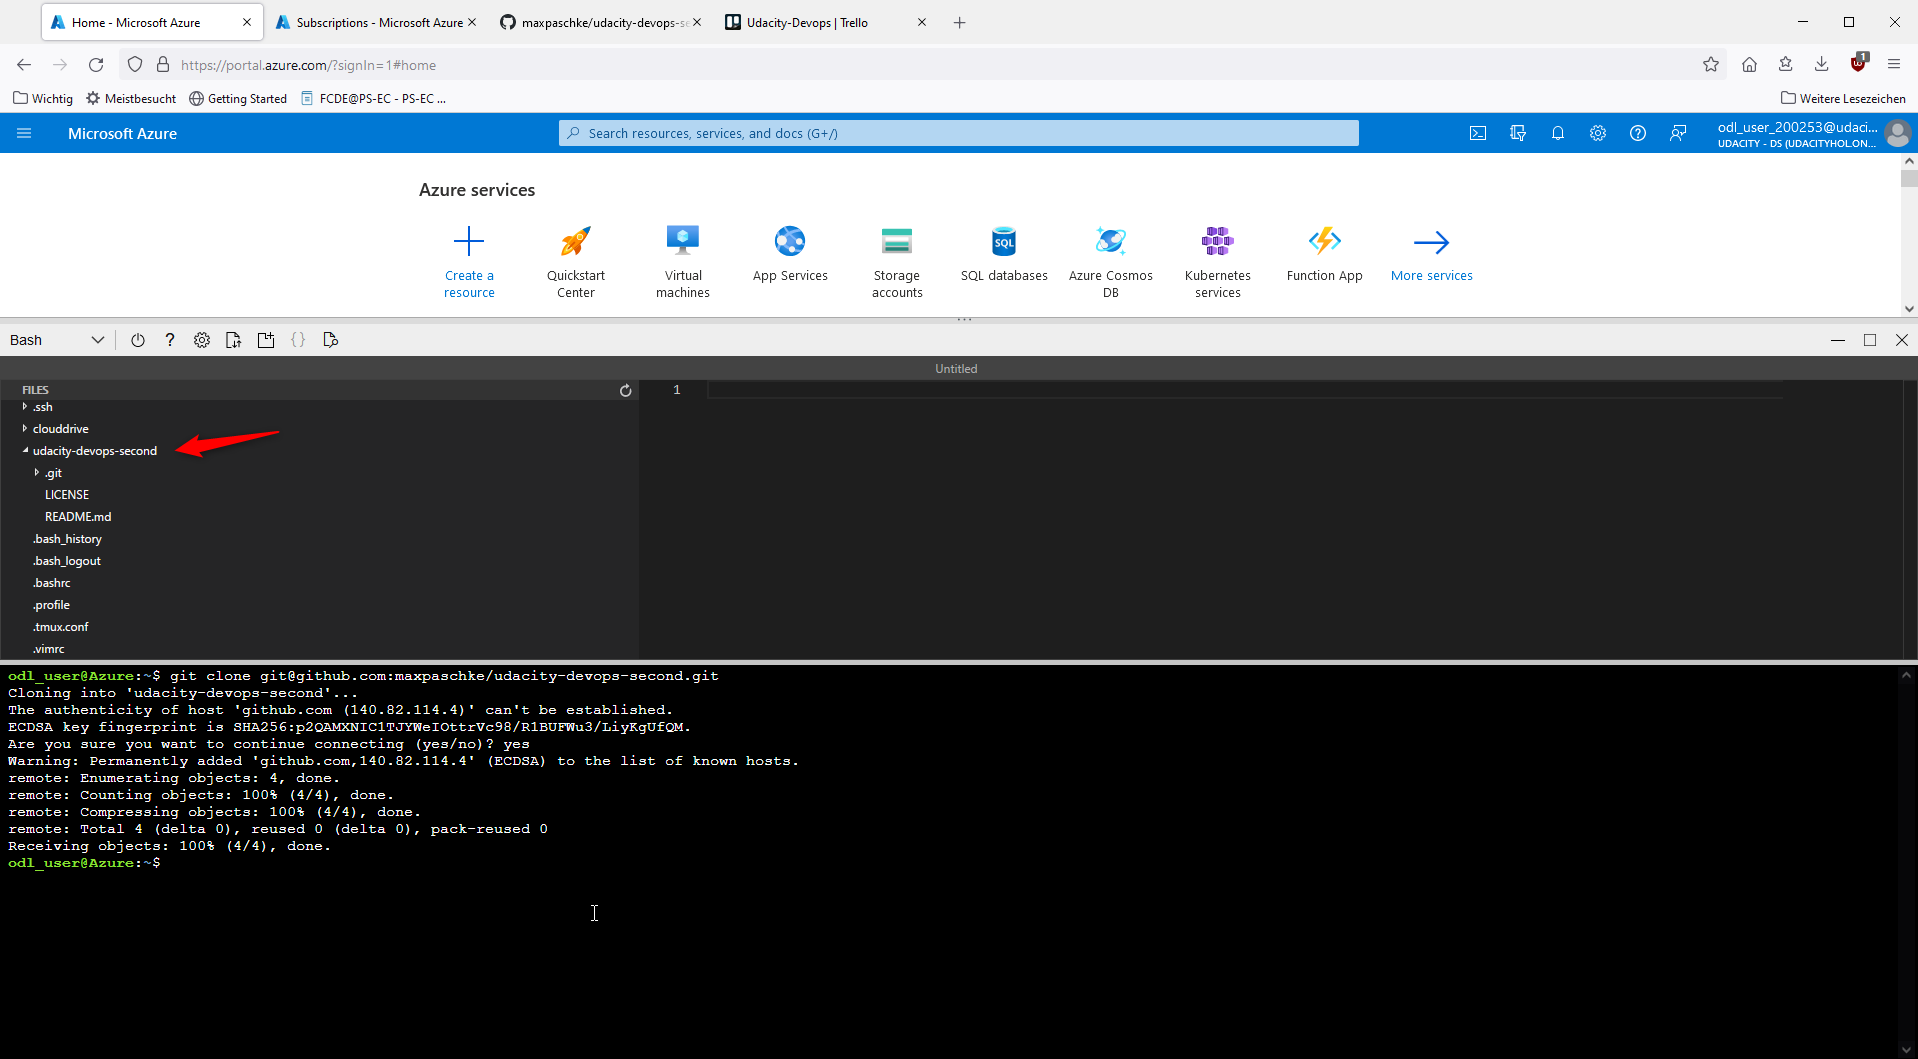 Home - Microsoft Azure
Subscriptions - Microsoft Azure
maxpaschke/udacity-devops-se
Udacity-Devops | Trello
https://portal.azure.com/?signIn=1#home
1
Wichtig
Meistbesucht
Getting Started
FCDE@PS-EC - PS-EC ...
Weitere Lesezeichen
Microsoft Azure
Search resources, services, and docs (G+/)
odl_user_200253@udaci...
UDACITY - DS (UDACITYHOL.ON...
Azure services
Create a resource
Quickstart Center
Virtual machines
App Services
Storage accounts
SQL
SQL databases
Azure Cosmos DB
Kubernetes services
Function App
More services
Bash
?
{}
Untitled
FILES
1
.ssh
clouddrive
udacity-devops-second
.git
LICENSE
README.md
.bash_history
.bash_logout
.bashrc
.profile
.tmux.conf
.vimrc
odl_user@Azure:~$ git clone git@github.com:maxpaschke/udacity-devops-second.git
Cloning into 'udacity-devops-second'...
The authenticity of host 'github.com (140.82.114.4)' can't be established.
ECDSA key fingerprint is SHA256:p2QAMXNIC1TJYWeIOttrVc98/R1BUFWu3/LiyKgUfQM.
Are you sure you want to continue connecting (yes/no)? yes
Warning: Permanently added 'github.com,140.82.114.4' (ECDSA) to the list of known hosts.
remote: Enumerating objects: 4, done.
remote: Counting objects: 100% (4/4), done.
remote: Compressing objects: 100% (4/4), done.
remote: Total 4 (delta 0), reused 0 (delta 0), pack-reused 0
Receiving objects: 100% (4/4), done.
odl_user@Azure:~$